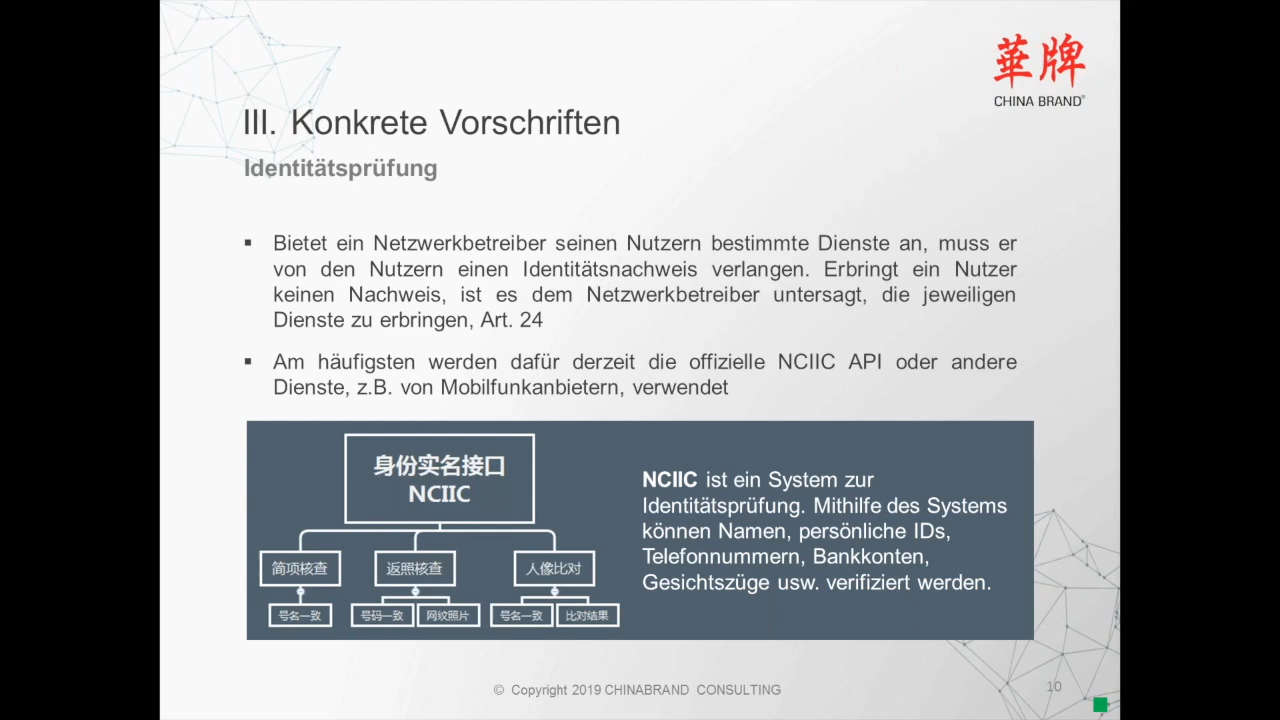 華牌
CHINA BRAND®
III. Konkrete Vorschriften
Identitätsprüfung
▪ Bietet ein Netzwerkbetreiber seinen Nutzern bestimmte Dienste an, muss er
von den Nutzern einen Identitätsnachweis verlangen. Erbringt ein Nutzer
keinen Nachweis, ist es dem Netzwerkbetreiber untersagt, die jeweiligen
Dienste zu erbringen, Art. 24
▪ Am häufigsten werden dafür derzeit die offizielle NCIIC API oder andere
Dienste, z.B. von Mobilfunkanbietern, verwendet
身份实名接口
NCIIC
简项核查
返照核查
人像比对
号名一致
号码一致
网纹照片
号名一致
比对结果
NCIIC ist ein System zur
Identitätsprüfung. Mithilfe des Systems
können Namen, persönliche IDs,
Telefonnummern, Bankkonten,
Gesichtszüge usw. verifiziert werden.
© Copyright 2019 CHINABRAND CONSULTING
10